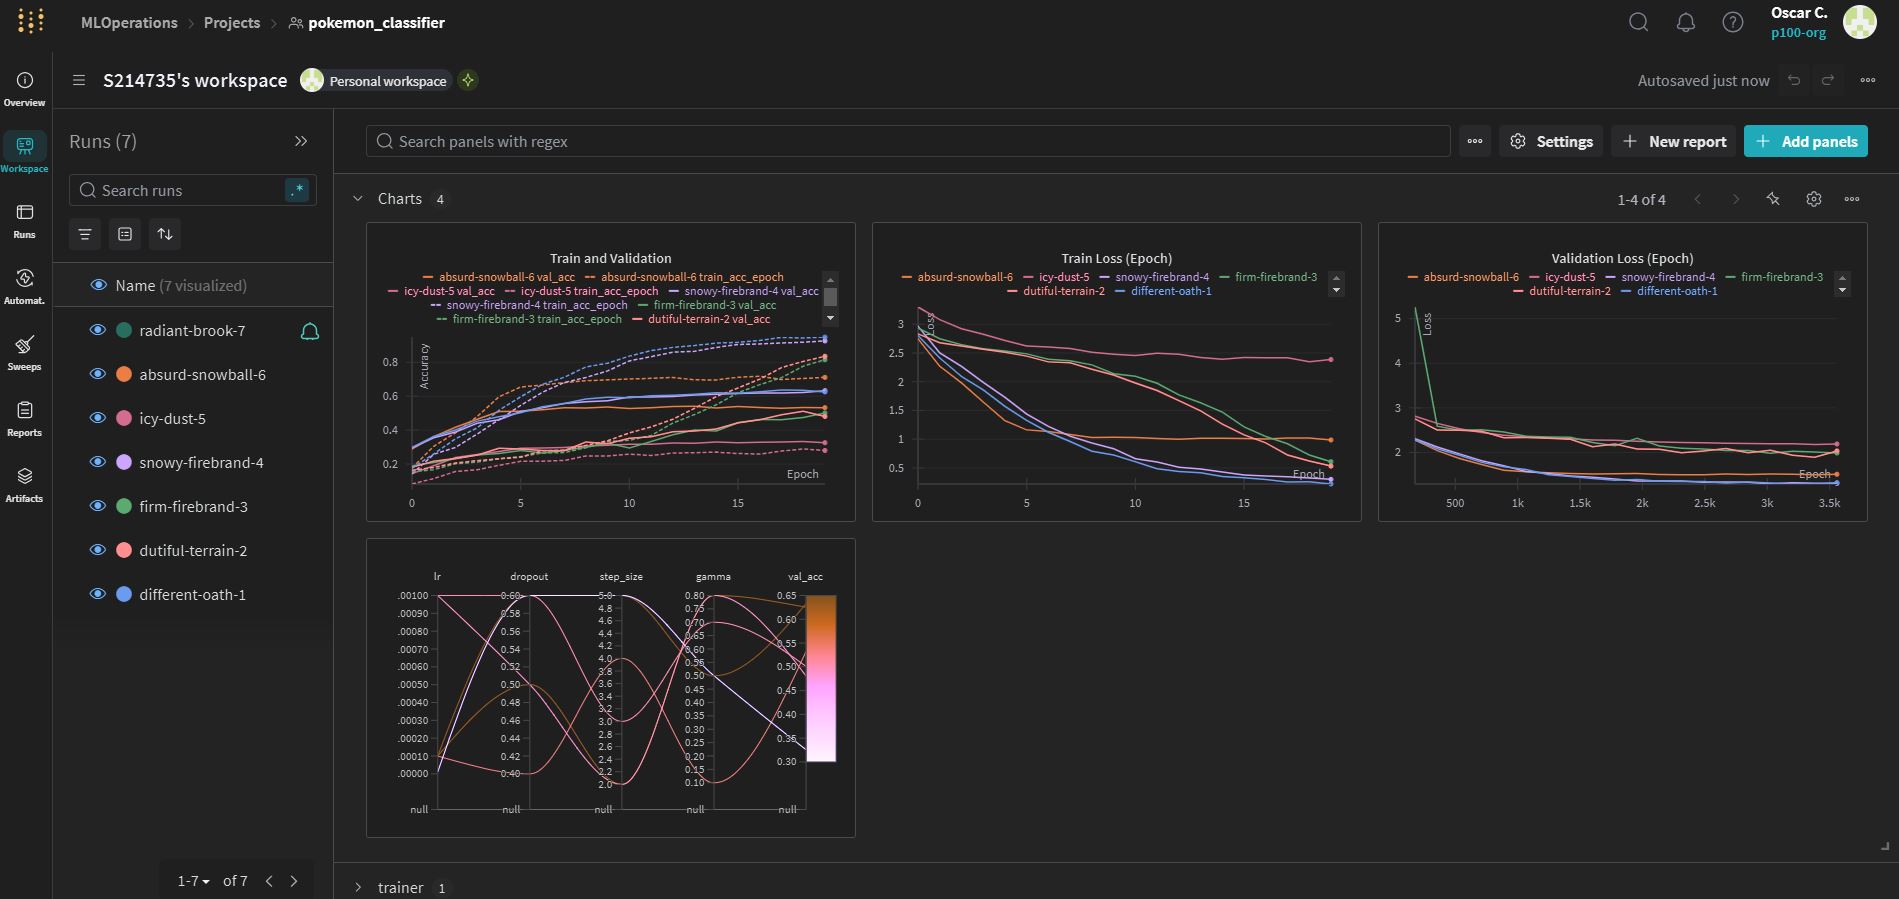 MLOperations > Projects > pokemon_classifier
Oscar C.
p100-org
S214735's workspace Personal workspace
Autosaved just now
Overview
Workspace
Runs
Automat.
Sweeps
Reports
Artifacts
Runs (7)
Search runs
.*
Name (7 visualized)
radiant-brook-7
absurd-snowball-6
icy-dust-5
snowy-firebrand-4
firm-firebrand-3
dutiful-terrain-2
different-oath-1
1-7 of 7
Search panels with regex
Settings
New report
Add panels
Charts 4
1-4 of 4
Train and Validation
absurd-snowball-6 val_acc absurd-snowball-6 train_acc_epoch
icy-dust-5 val_acc icy-dust-5 train_acc_epoch snowy-firebrand-4 val_acc
snowy-firebrand-4 train_acc_epoch firm-firebrand-3 val_acc
firm-firebrand-3 train_acc_epoch dutiful-terrain-2 val_acc
Accuracy
0.8
0.6
0.4
0.2
Epoch
0 5 10 15
Train Loss (Epoch)
absurd-snowball-6 icy-dust-5 snowy-firebrand-4 firm-firebrand-3
dutiful-terrain-2 different-oath-1
Loss
3
2.5
2
1.5
1
0.5
Epoch
0 5 10 15
Validation Loss (Epoch)
absurd-snowball-6 icy-dust-5 snowy-firebrand-4 firm-firebrand-3
dutiful-terrain-2 different-oath-1
Loss
5
4
3
2
Epoch
500 1k 1.5k 2k 2.5k 3k 3.5k
lr dropout step_size gamma val_acc
.00100
.00090
.00080
.00070
.00060
.00050
.00040
.00030
.00020
.00010
.00000
null
0.60
0.58
0.56
0.54
0.52
0.50
0.48
0.46
0.44
0.42
0.40
null
5.0
4.8
4.6
4.4
4.2
4.0
3.8
3.6
3.4
3.2
3.0
2.8
2.6
2.4
2.2
2.0
null
0.80
0.75
0.70
0.65
0.60
0.55
0.50
0.45
0.40
0.35
0.30
0.25
0.20
0.15
0.10
null
0.65
0.60
0.55
0.50
0.45
0.40
0.35
0.30
null
trainer 1